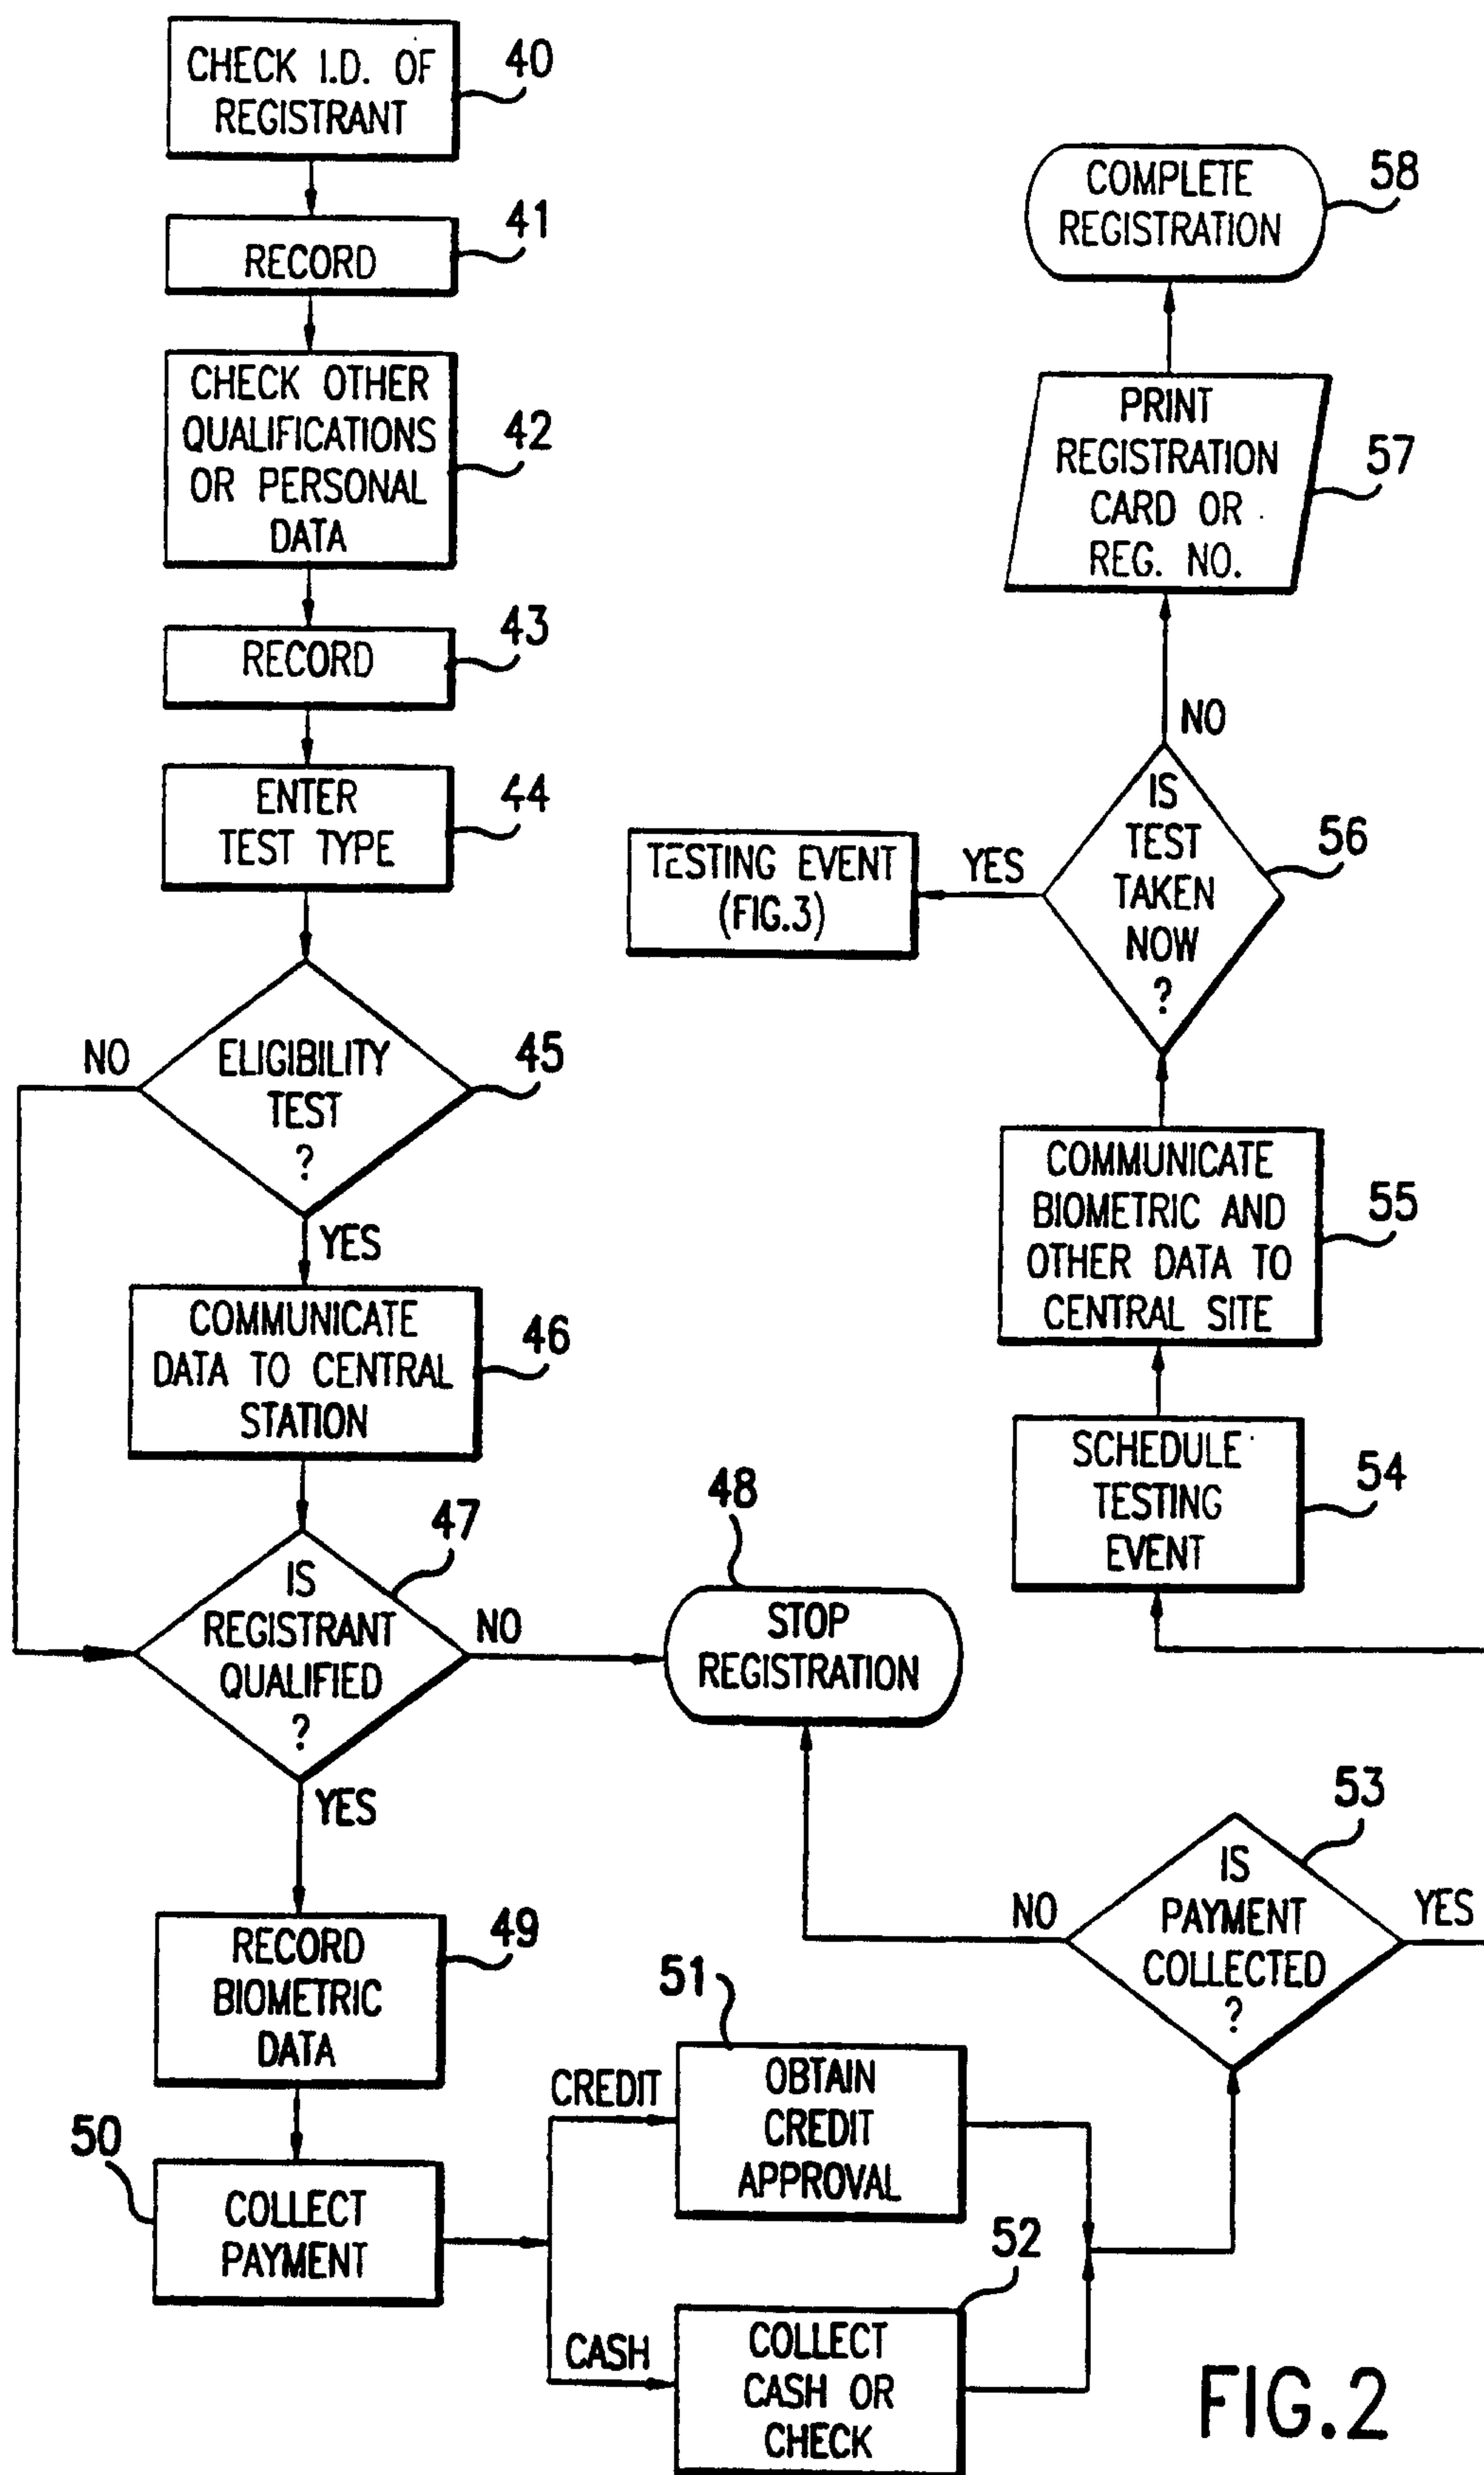 CHECK I.D. OF
REGISTRANT
40
RECORD
41
CHECK OTHER
QUALIFICATIONS
OR PERSONAL
DATA
42
RECORD
43
ENTER
TEST TYPE
44
ELIGIBILITY
TEST
?
45
NO
YES
COMMUNICATE
DATA TO CENTRAL
STATION
46
IS
REGISTRANT
QUALIFIED
?
47
NO
YES
STOP
REGISTRATION
48
RECORD
BIOMETRIC
DATA
49
COLLECT
PAYMENT
50
CREDIT
OBTAIN
CREDIT
APPROVAL
51
CASH
COLLECT
CASH OR
CHECK
52
IS
PAYMENT
COLLECTED
?
53
NO
YES
SCHEDULE
TESTING
EVENT
54
COMMUNICATE
BIOMETRIC AND
OTHER DATA TO
CENTRAL SITE
55
IS
TEST
TAKEN
NOW
?
56
YES
TESTING EVENT
(FIG.3)
NO
PRINT
REGISTRATION
CARD OR
REG. NO.
57
COMPLETE
REGISTRATION
58
FIG.2